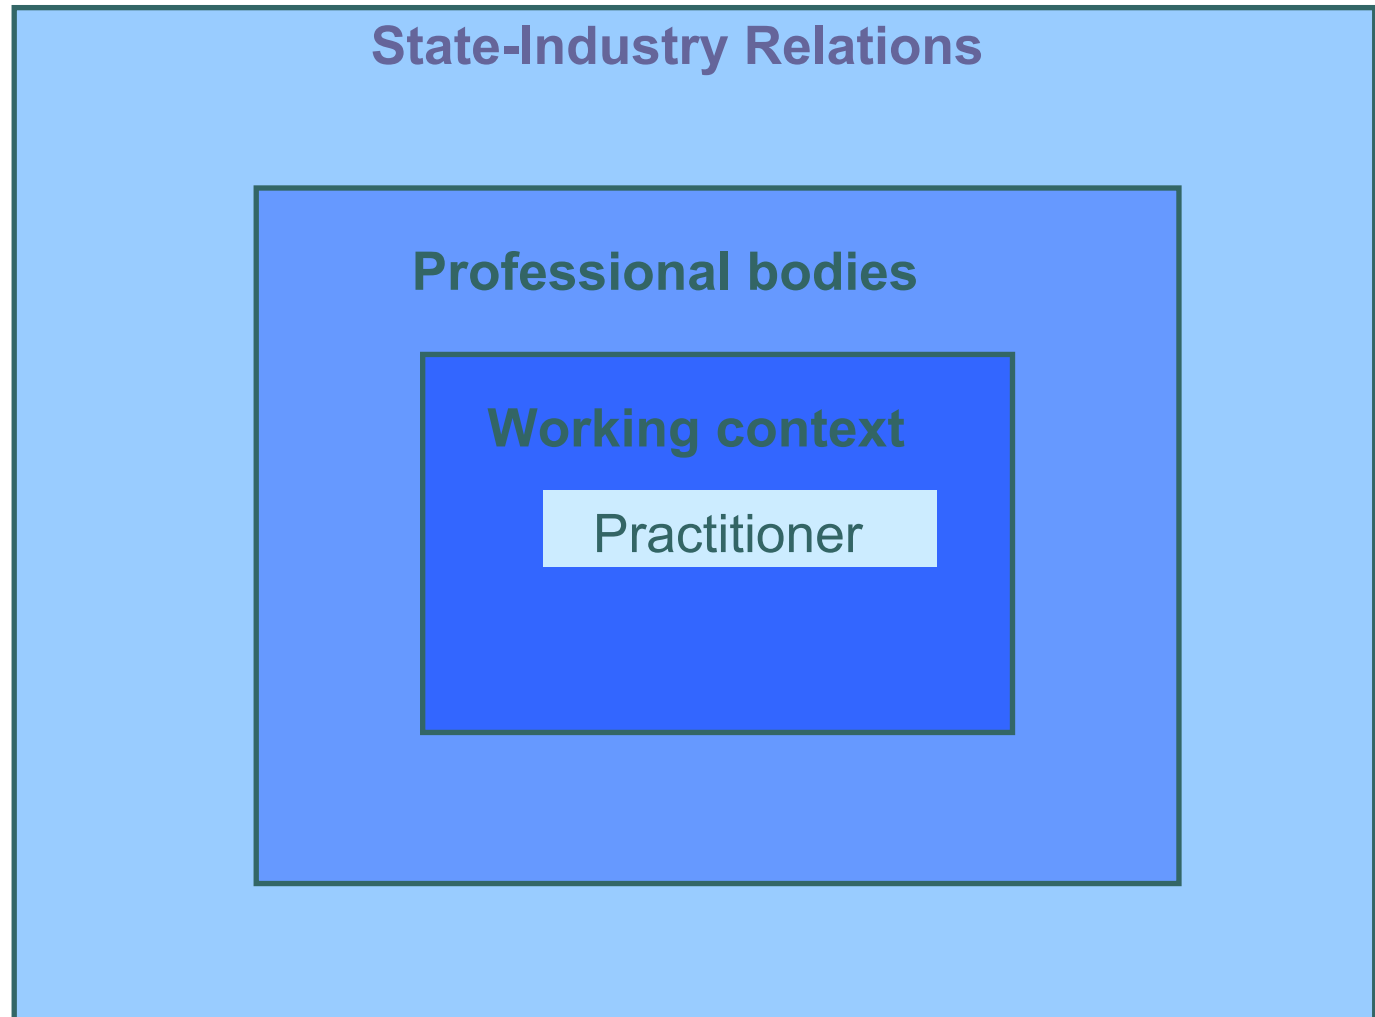 State-Industry Relations
Professional bodies
Working context
Practitioner